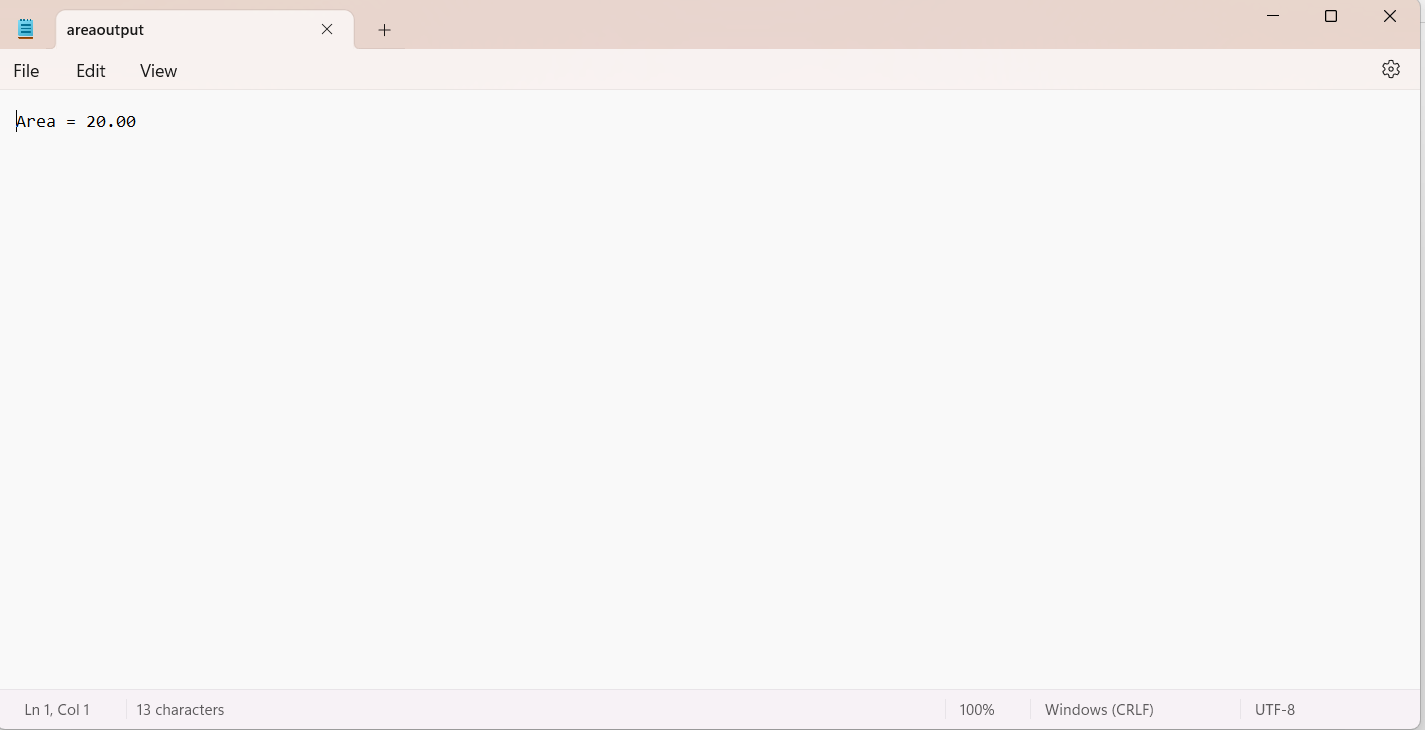 areaoutput
File Edit View
Area = 20.00
Ln 1, Col 1 13 characters 100% Windows (CRLF) UTF-8